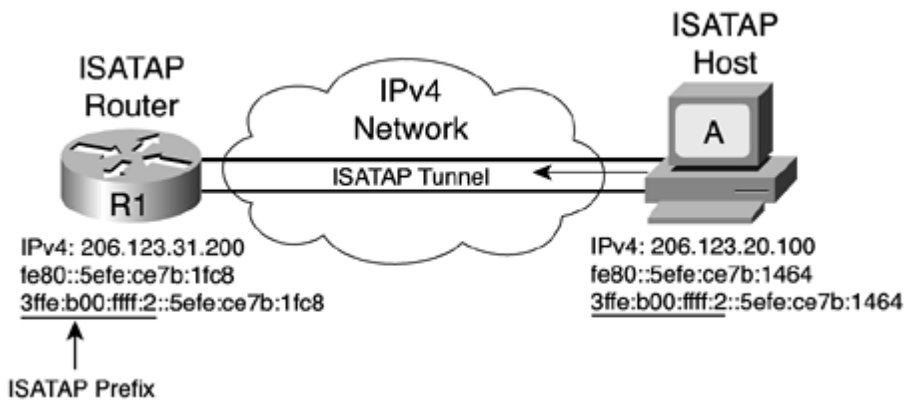 ISATAP
Router
R1
IPv4: 206.123.31.200
fe80::5efe:ce7b:1fc8
3ffe:b00:ffff:2::5efe:ce7b:1fc8
ISATAP Prefix
IPv4
Network
ISATAP Tunnel
ISATAP
Host
A
IPv4: 206.123.20.100
fe80::5efe:ce7b:1464
3ffe:b00:ffff:2::5efe:ce7b:1464